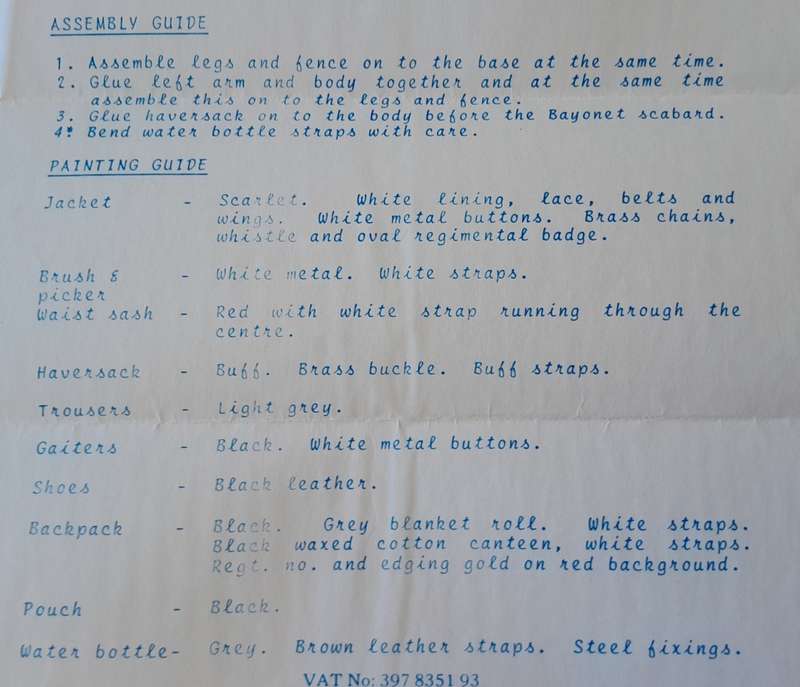 ASSEMBLY GUIDE
1. Assemble legs and fence on to the base at the same time.
2. Glue left arm and body together and at the same time
assemble this on to the legs and fence.
3. Glue haversack on to the body before the Bayonet scabard.
4. Bend water bottle straps with care.
PAINTING GUIDE
Jacket - Scarlet. White lining, lace, belts and
wings. White metal buttons. Brass chains,
whistle and oval regimental badge.
Brush & - White metal. White straps.
picker
Waist sash - Red with white strap running through the
centre.
Haversack - Buff. Brass buckle. Buff straps.
Trousers - Light grey.
Gaiters - Black. White metal buttons.
Shoes - Black leather.
Backpack - Black. Grey blanket roll. White straps.
Black waxed cotton canteen, white straps.
Regt. no. and edging gold on red background.
Pouch - Black.
Water bottle- Grey. Brown leather straps. Steel fixings.
VAT No: 397 8351 93